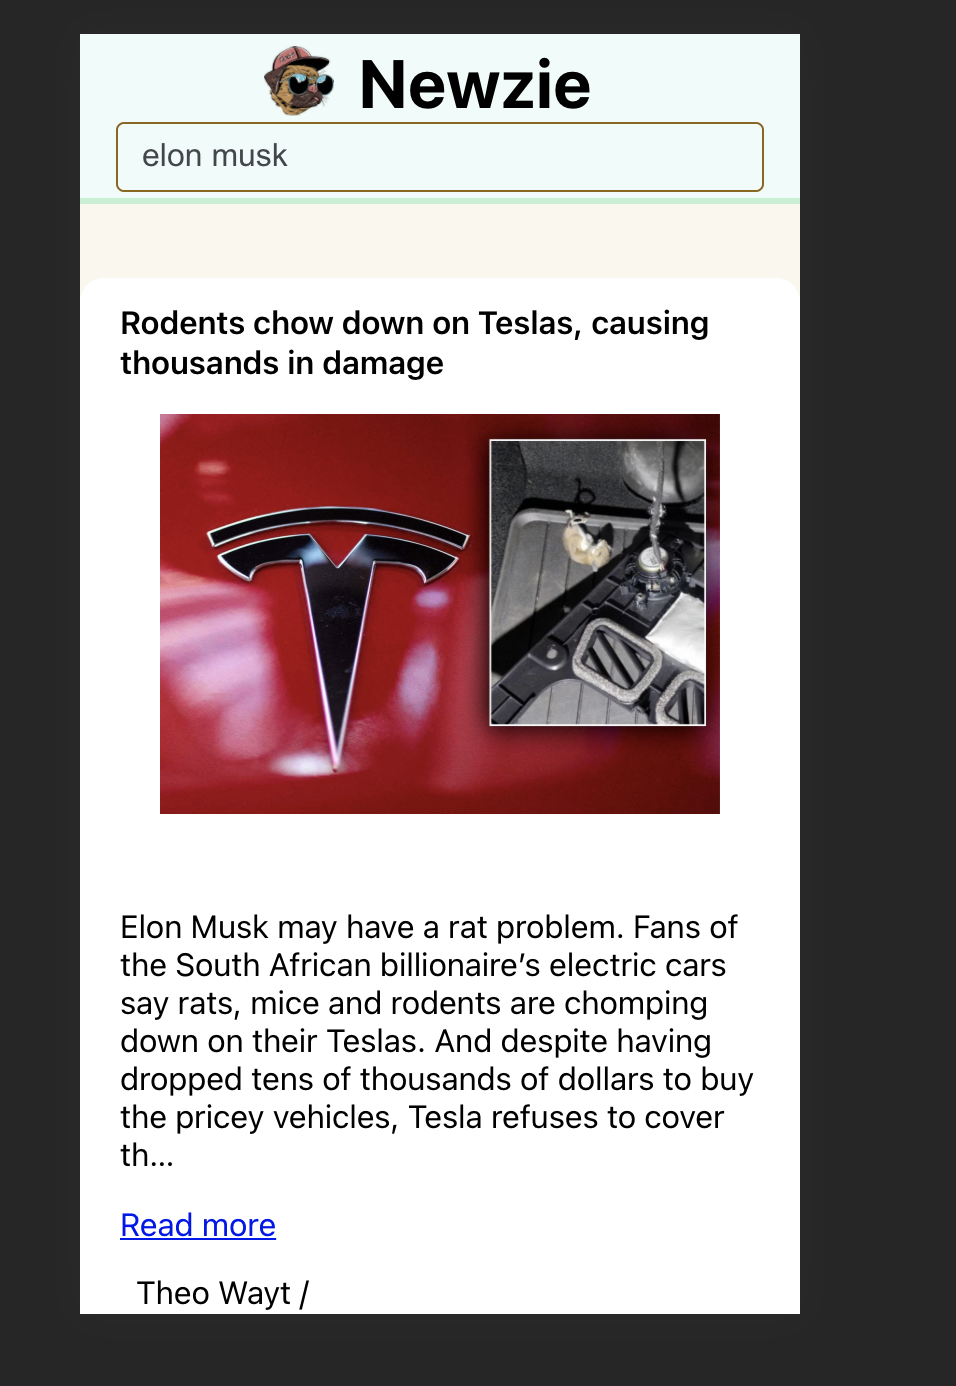 Newzie
elon musk
Rodents chow down on Teslas, causing
thousands in damage
Elon Musk may have a rat problem. Fans of
the South African billionaire’s electric cars
say rats, mice and rodents are chomping
down on their Teslas. And despite having
dropped tens of thousands of dollars to buy
the pricey vehicles, Tesla refuses to cover
th...
Read more
Theo Wayt /